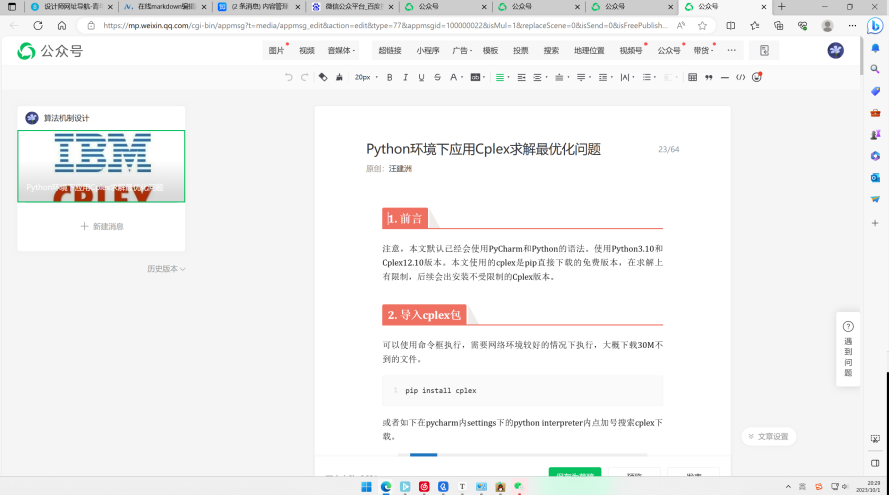 设计师网址导航-青
在线markdown编辑
(2 条消息) 内容管理
微信公众平台_百度
公众号
公众号
公众号
公众号
https://mp.weixin.qq.com/cgi-bin/appmsg?t=media/appmsg_edit&action=edit&type=77&appmsgid=100000022&isMul=1&replaceScene=0&isSend=0&isFreePublish...
公众号
图片 视频 音媒体 超链接 小程序 广告 模板 投票 搜索 地理位置 视频号 公众号 带货 ...
20px B I U S A
算法机制设计
IBM
CPLEX
Python环境下应用Cplex求解最优化问题
+ 新建消息
历史版本
Python环境下应用Cplex求解最优化问题 23/64
原创: 汪建洲
1. 前言
注意，本文默认已经会使用PyCharm和Python的语法。使用Python3.10和
Cplex12.10版本。本文使用的cplex是pip直接下载的免费版本，在求解上
有限制，后续会出安装不受限制的Cplex版本。
2. 导入cplex包
可以使用命令框执行，需要网络环境较好的情况下执行，大概下载30M不
到的文件。
1 pip install cplex
或者如下在pycharm内settings下的python interpreter内点加号搜索cplex下
载。
遇到问题
文章设置
英
20:29
2023/10/1